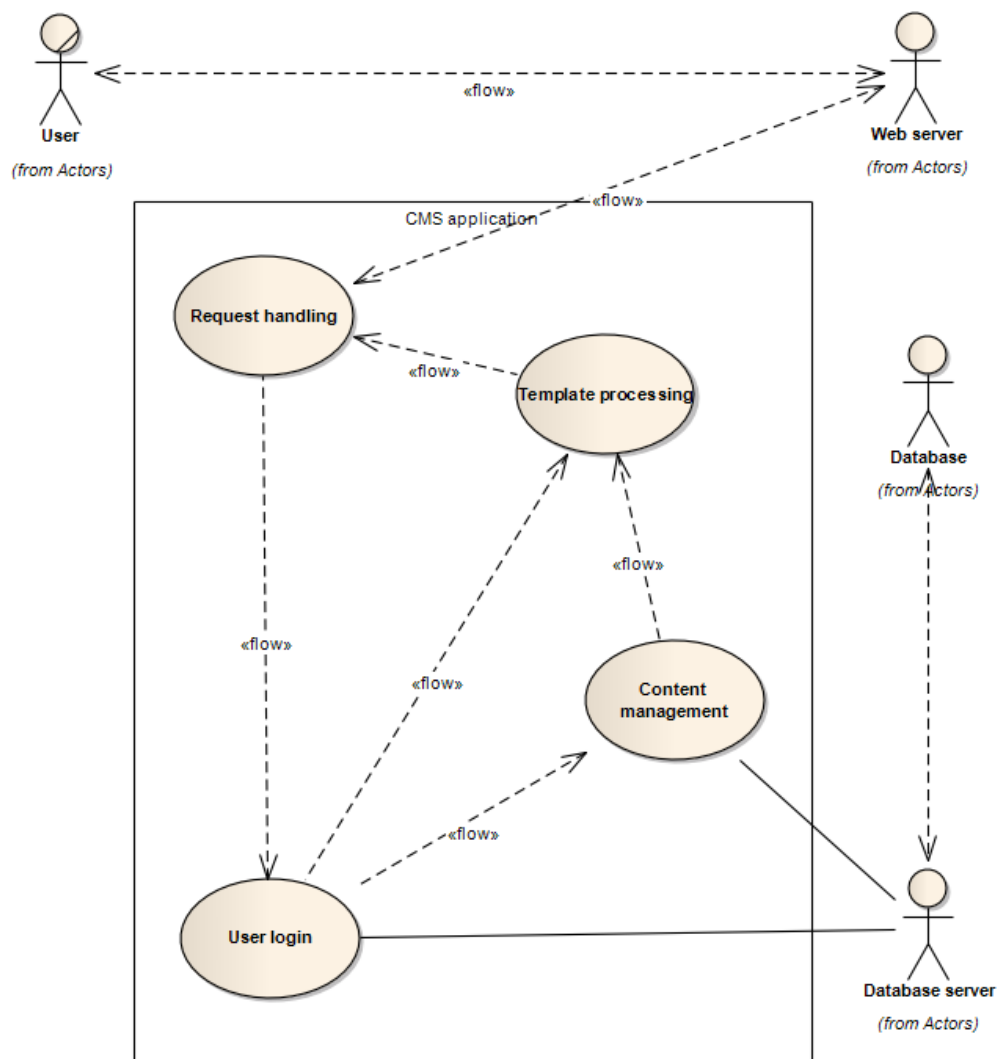 «flow»
User
Web server
(from Actors)
(from Actors)
«flow»
CMS application
Request handling
«flow»
Template processing
Database
(from Actors)
«flow»
«flow»
«flow»
Content
management
«flow»
User login
Database server
(from Actors)